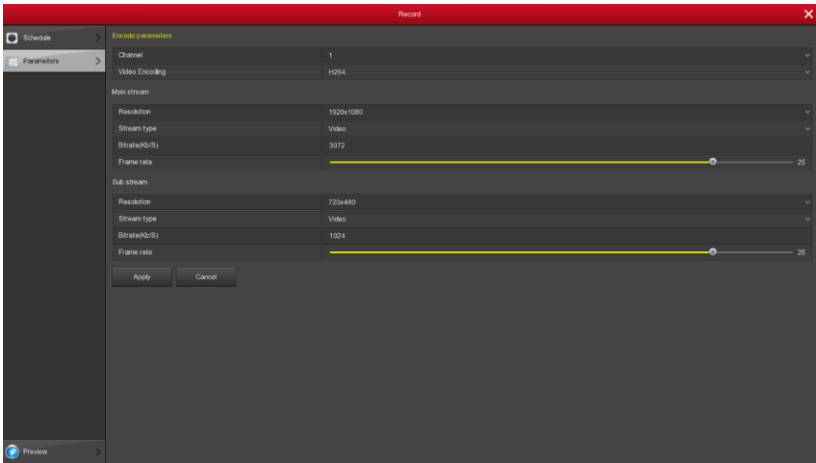 Record
Schedule
Parameters
Encode parameters
Channel 1
Video Encoding H264
Main stream
Resolution 1920x1080
Stream type Video
Bitrate(Kb/S) 3072
Frame rate 25
Sub stream
Resolution 720x480
Stream type Video
Bitrate(Kb/S) 1024
Frame rate 25
Apply Cancel
Preview